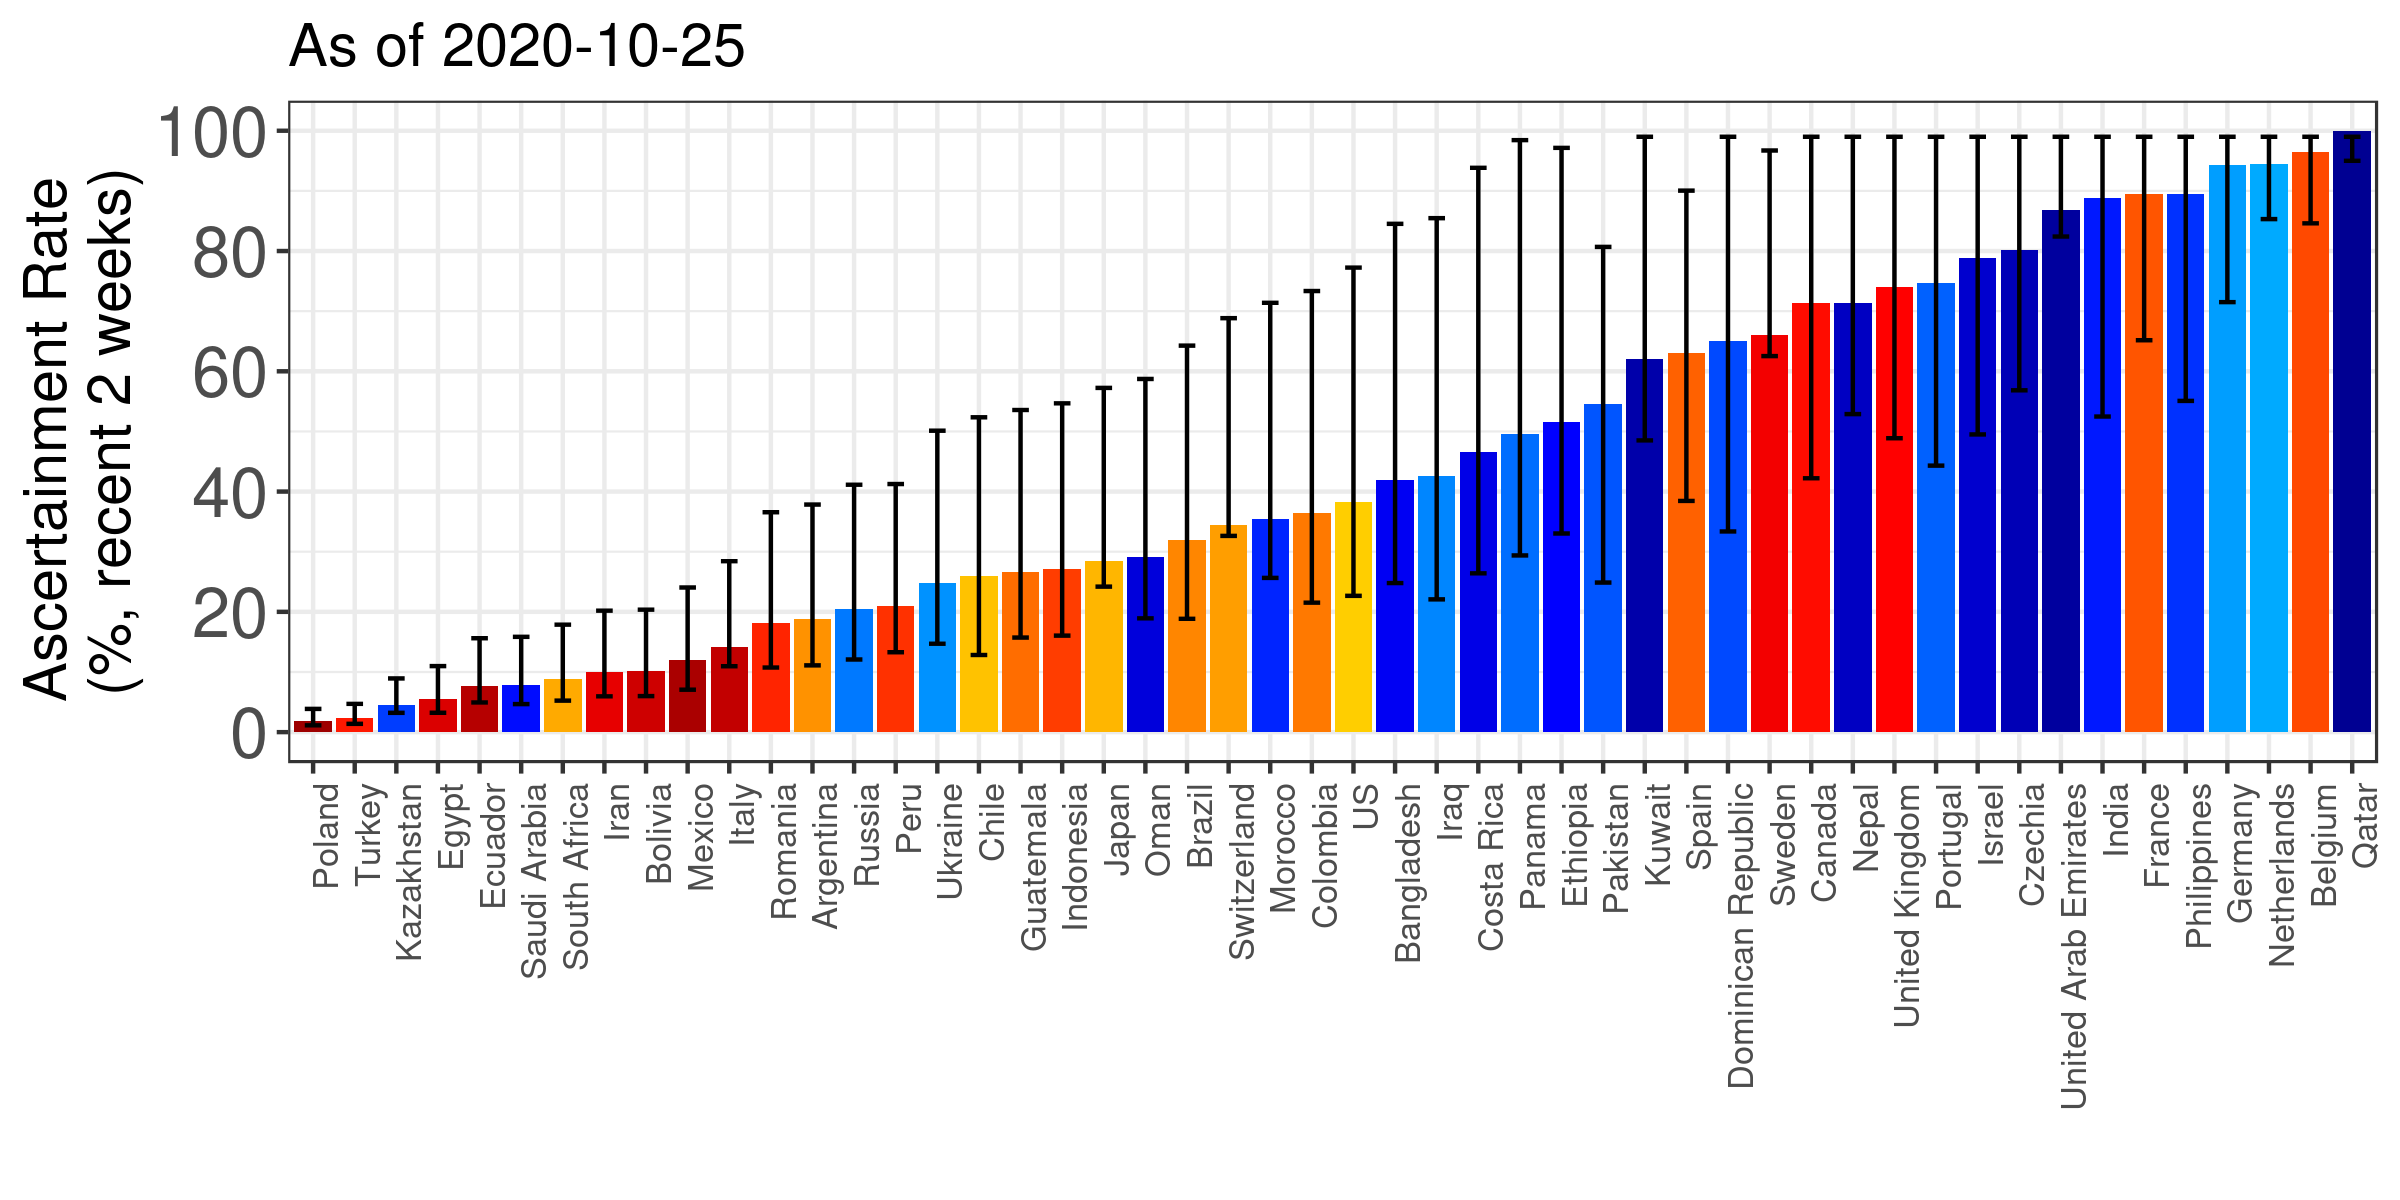 As of 2020-10-25
Ascertainment Rate
(%, recent 2 weeks)
100
80
60
40
20
0
Poland
Turkey
Kazakhstan
Egypt
Ecuador
Saudi Arabia
South Africa
Iran
Bolivia
Mexico
Italy
Romania
Argentina
Russia
Peru
Ukraine
Chile
Guatemala
Indonesia
Japan
Oman
Brazil
Switzerland
Morocco
Colombia
US
Bangladesh
Iraq
Costa Rica
Panama
Ethiopia
Pakistan
Kuwait
Spain
Dominican Republic
Sweden
Canada
Nepal
United Kingdom
Portugal
Israel
Czechia
United Arab Emirates
India
France
Philippines
Germany
Netherlands
Belgium
Qatar